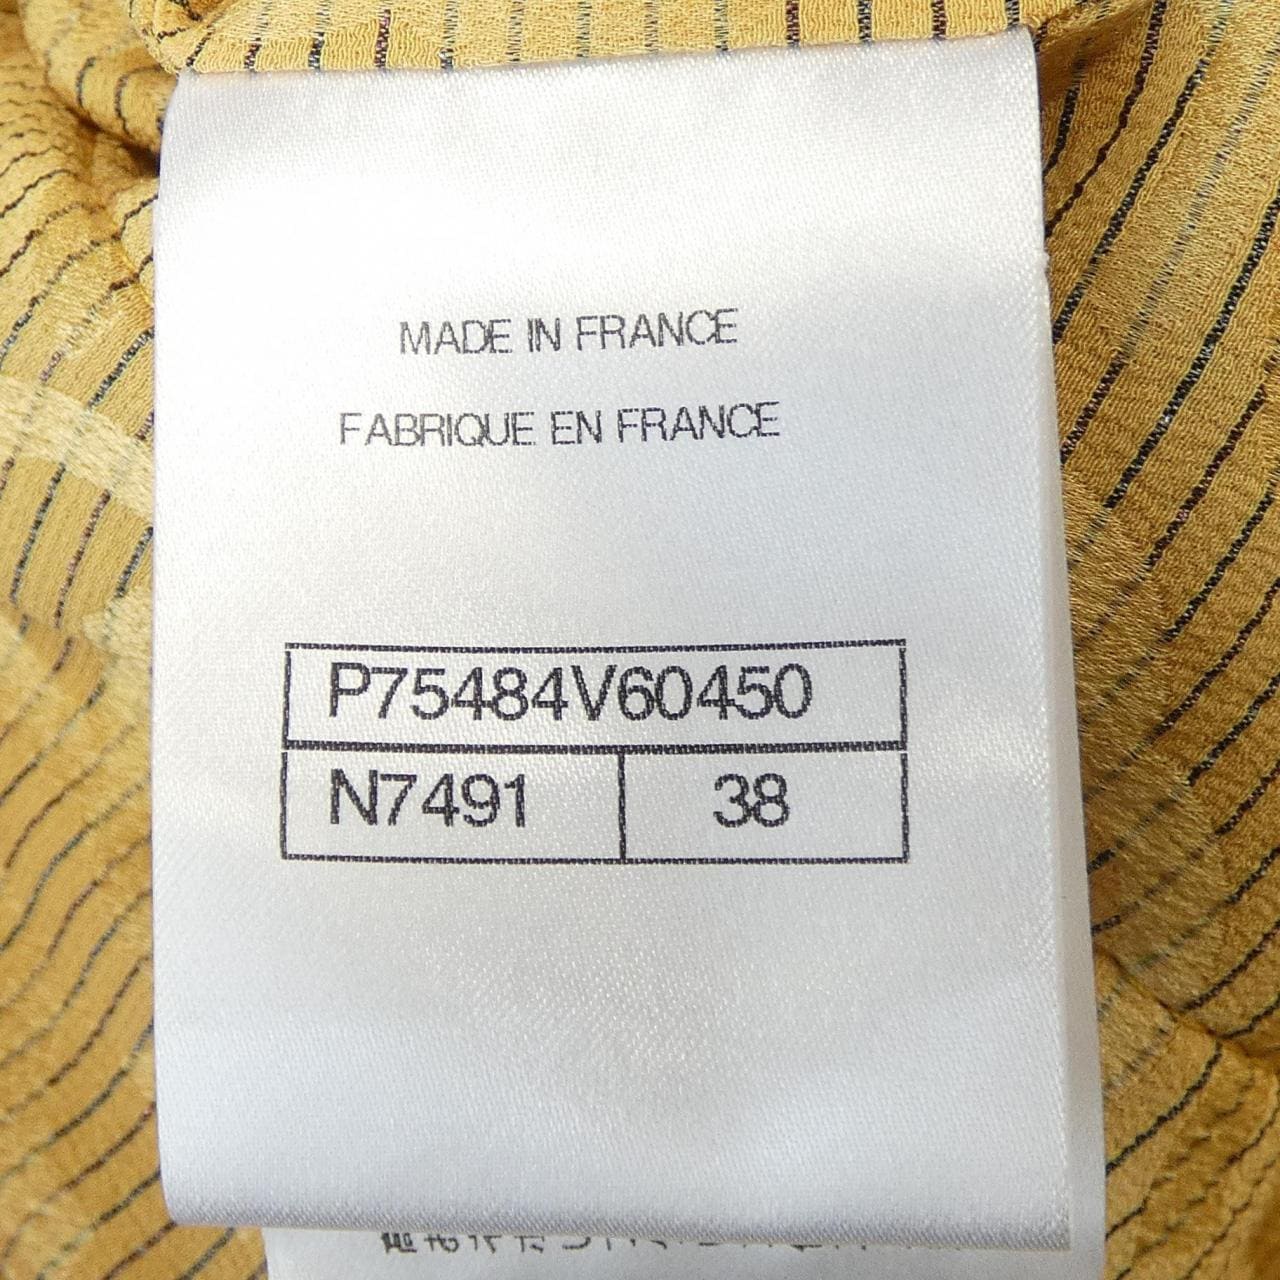 MADE IN FRANCE
FABRIQUE EN FRANCE
P75484V60450
N7491 38